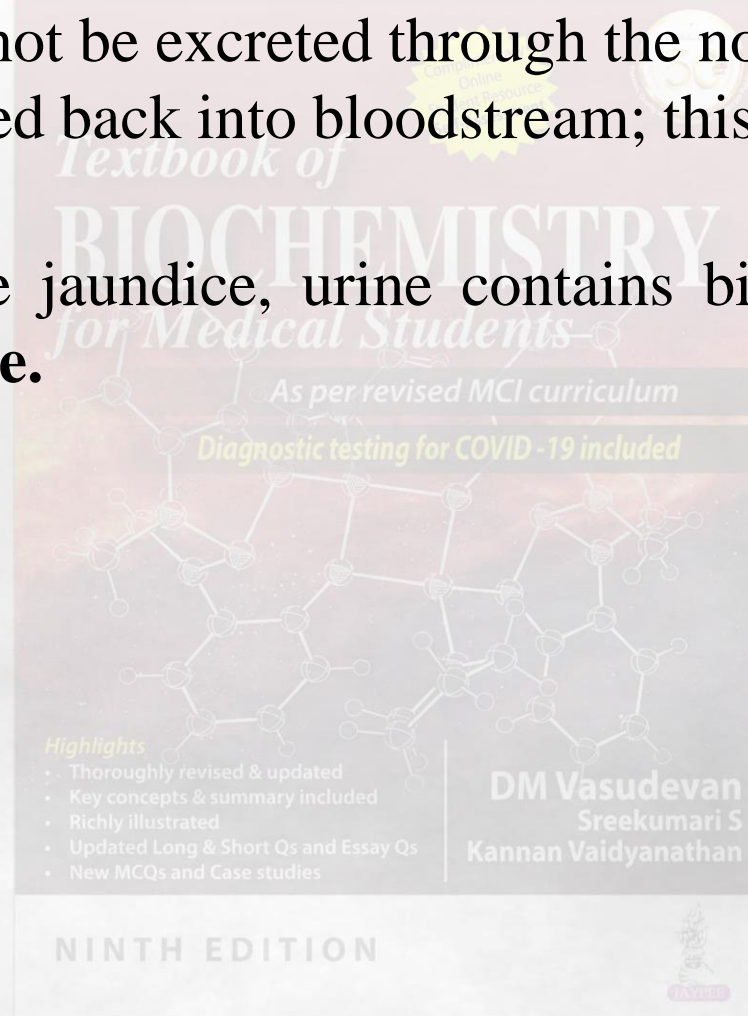 not be excreted through the no
Online
ed back into bloodstream; this
Textbook of
BIOCHEMISTRY
e jaundice, urine contains bi
for Medical Students
e.
As per revised MCI curriculum
Diagnostic testing for COVID -19 included
Highlights
• Thoroughly revised & updated
• Key concepts & summary included
• Richly illustrated
• Updated Long & Short Qs and Essay Qs
• New MCQs and Case studies
DM Vasudevan
Sreekumari S
Kannan Vaidyanathan
NINTH EDITION
JAYPEE